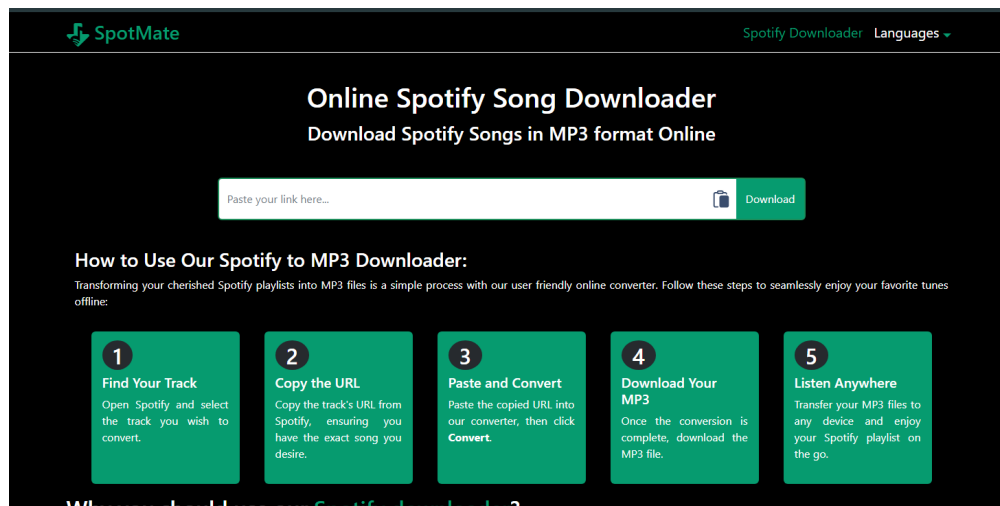 SpotMate
Spotify Downloader
Languages
Online Spotify Song Downloader
Download Spotify Songs in MP3 format Online
Paste your link here...
Download
How to Use Our Spotify to MP3 Downloader:
Transforming your cherished Spotify playlists into MP3 files is a simple process with our user friendly online converter. Follow these steps to seamlessly enjoy your favorite tunes
offline:
1
Find Your Track
Open Spotify and select
the track you wish to
convert.
2
Copy the URL
Copy the track's URL from
Spotify, ensuring you
have the exact song you
desire.
3
Paste and Convert
Paste the copied URL into
our converter, then click
Convert.
4
Download Your
MP3
Once the conversion is
complete, download the
MP3 file.
5
Listen Anywhere
Transfer your MP3 files to
any device and enjoy
your Spotify playlist on
the go.